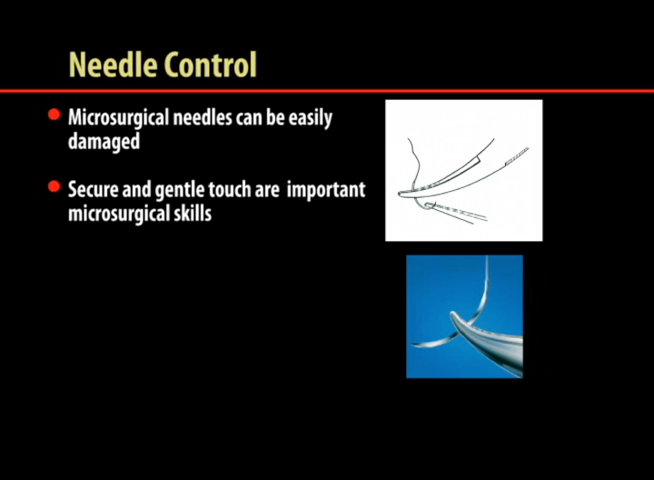 Needle Control
Microsurgical needles can be easily
damaged
Secure and gentle touch are important
microsurgical skills